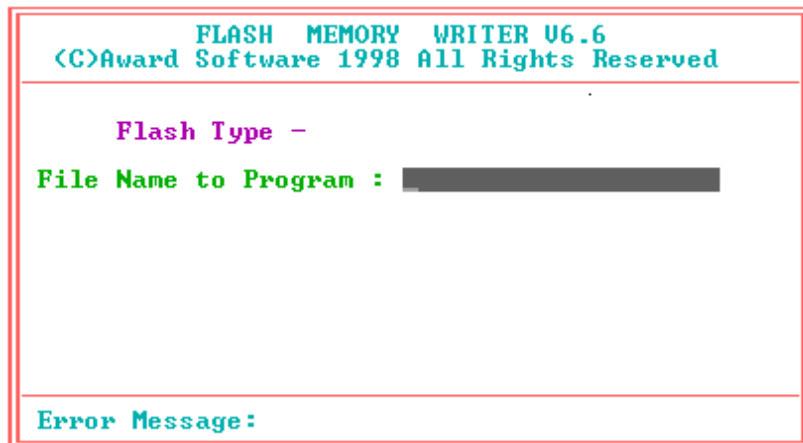 FLASH MEMORY WRITER V6.6
(C)Award Software 1998 All Rights Reserved
Flash Type -
File Name to Program :
Error Message: